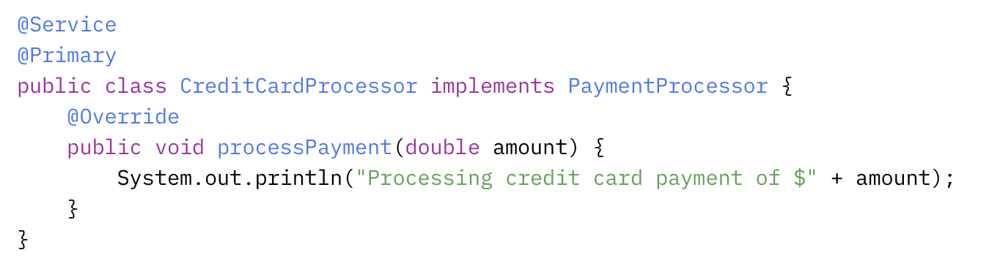 @Service
@Primary
public class CreditCardProcessor implements PaymentProcessor {
    @Override
    public void processPayment(double amount) {
        System.out.println("Processing credit card payment of $" + amount);
    }
}